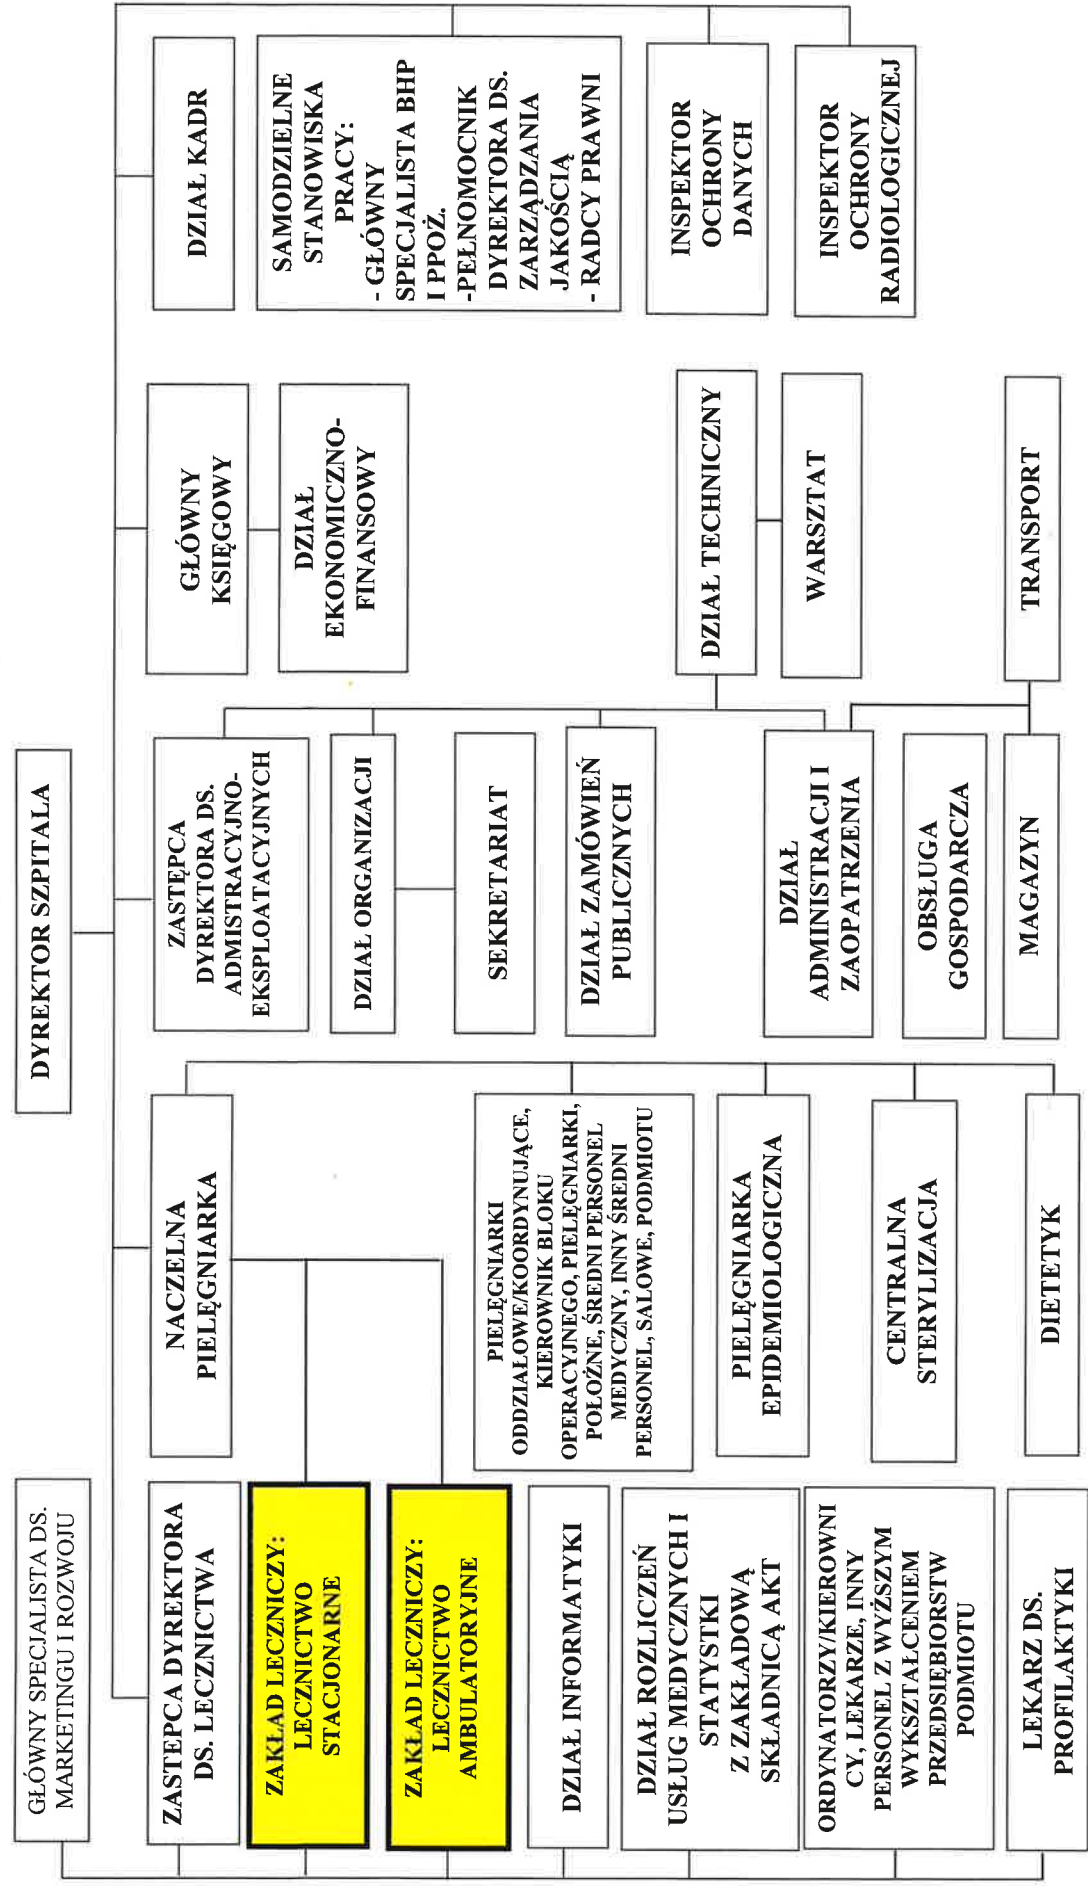 DYREKTOR SZPITALA
GŁÓWNY SPECJALISTA DS.
MARKETINGU I ROZWOJU
ZASTEPCA DYREKTORA
DS. LECZNICTWA
ZAKŁAD LECZNICZY:
LECZNICTWO
STACJONARNE
ZAKŁAD LECZNICZY:
LECZNICTWO
AMBULATORYJNE
DZIAŁ INFORMATYKI
DZIAŁ ROZLICZEŃ
USŁUG MEDYCZNYCH I
STATYSTKI
Z ZAKŁADOWĄ
SKŁADNICĄ AKT
ORDYNATORZY/KIEROWNI
CY, LEKARZE, INNY
PERSONEL Z WYŻSZYM
WYKSZTAŁCENIEM
PRZEDSIĘBIORSTW
PODMIOTU
LEKARZ DS.
PROFILAKTYKI
NACZELNA
PIELĘGNIARKA
PIELĘGNIARKI
ODDZIAŁOWE/KOORDYNUJĄCE,
KIEROWNIK BLOKU
OPERACYJNEGO, PIELĘGNIARKI,
POŁOŻNE, ŚREDNI PERSONEL
MEDYCZNY, INNY ŚREDNI
PERSONEL, SALOWE, PODMIOTU
PIELĘGNIARKA
EPIDEMIOLOGICZNA
CENTRALNA
STERYLIZACJA
DIETETYK
ZASTĘPCA
DYREKTORA DS.
ADMISTRACYJNO-
EKSPLOATACYJNYCH
DZIAŁ ORGANIZACJI
SEKRETARIAT
DZIAŁ ZAMÓWIEŃ
PUBLICZNYCH
DZIAŁ
ADMINISTRACJI I
ZAOPATRZENIA
OBSŁUGA
GOSPODARCZA
MAGAZYN
GŁÓWNY
KSIĘGOWY
DZIAŁ
EKONOMICZNO-
FINANSOWY
DZIAŁ TECHNICZNY
WARSZTAT
TRANSPORT
DZIAŁ KADR
SAMODZIELNE
STANOWISKA
PRACY:
- GŁÓWNY
SPECJALISTA BHP
I PPOŻ.
-PEŁNOMOCNIK
DYREKTORA DS.
ZARZĄDZANIA
JAKOŚCIĄ
- RADCY PRAWNI
INSPEKTOR
OCHRONY
DANYCH
INSPEKTOR
OCHRONY
RADIOLOGICZNEJ